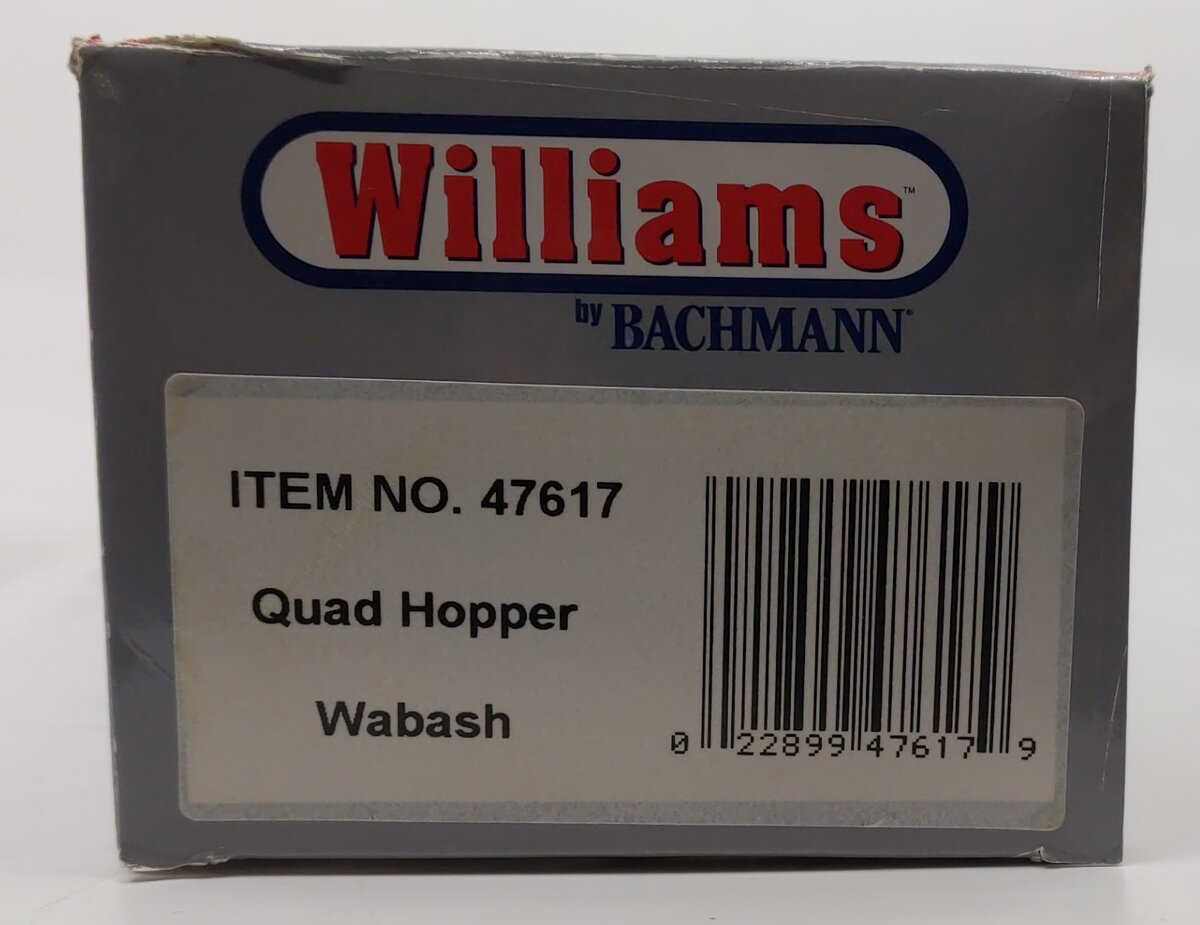 Williams™
by BACHMANN®
ITEM NO. 47617
Quad Hopper
Wabash
0 22899 47617 9